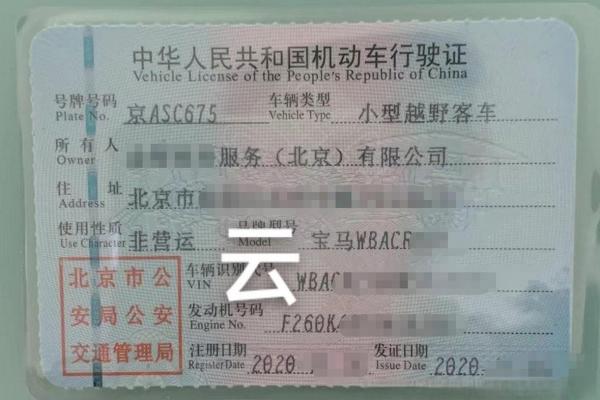 中华人民共和国机动车行驶证
Vehicle License of the People's Republic of China
号牌号码 京ASC675 车辆类型 小型越野客车
Plate No. Vehicle Type
所有人 服务（北京）有限公司
Owner
住址 北京市
Address
使用性质 非营运 品牌型号 宝马WBACR
Use Character Model
云
北京市公 车辆识别代号 WBAC
VIN
安局公安 发动机号码 F260K
Engine No.
交通管理局 注册日期 2020 发证日期 2020
Register Date Issue Date